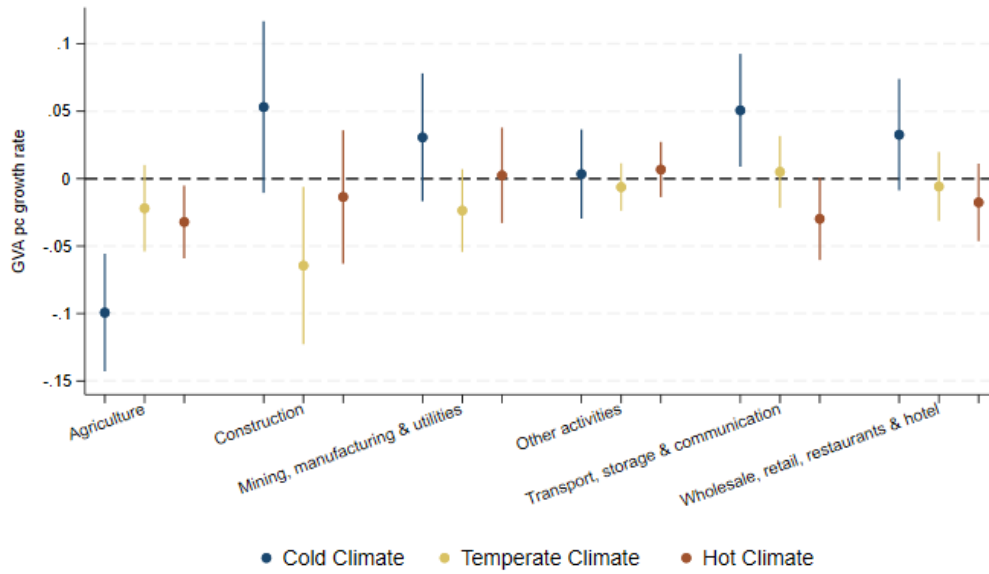 GVA pc growth rate
.1
.05
0
-.05
-.1
-.15
Agriculture
Construction
Mining, manufacturing & utilities
Other activities
Transport, storage & communication
Wholesale, retail, restaurants & hotel
Cold Climate
Temperate Climate
Hot Climate